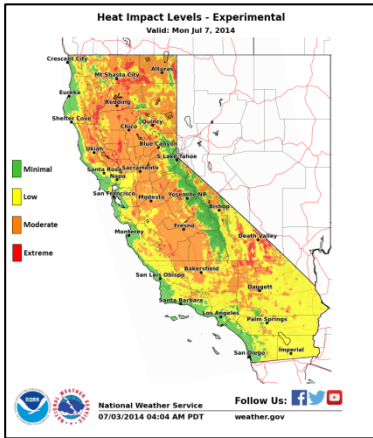 Heat Impact Levels - Experimental
Valid: Mon Jul 7, 2014
Crescent City
Alturas
Mt Shasta City
Eureka
Redding
Shelter Cove
Quincy
Chico
Blue Canyon
Ukiah
S Lake Tahoe
Minimal
Santa Rosa
Sacramento
Napa
Low
San Francisco
Modesto
Yosemite NP
Bishop
Moderate
Monterey
Fresno
Death Valley
Extreme
San Luis Obispo
Bakersfield
Daggett
Santa Barbara
Los Angeles
Palm Springs
San Diego
Imperial
NOAA
National Weather Service
Follow Us:
07/03/2014 04:04 AM PDT
weather.gov